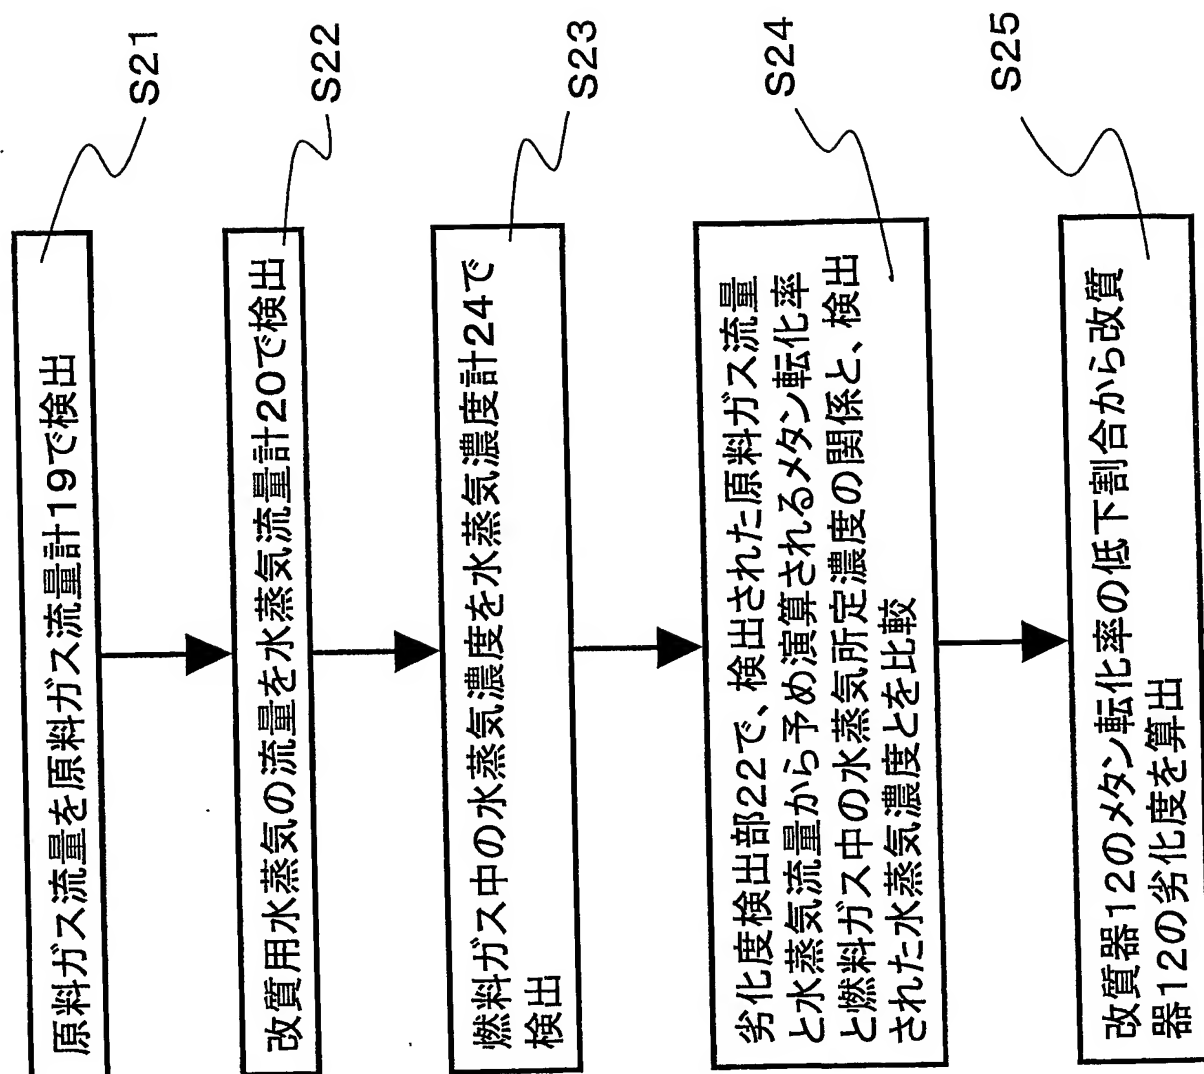 原料ガス流量を原料ガス流量計19で検出
S21
改質用水蒸気の流量を水蒸気流量計20で検出
S22
燃料ガス中の水蒸気濃度を水蒸気濃度計24で
検出
S23
劣化度検出部22で、検出された原料ガス流量
と水蒸気流量から予め演算されるメタン転化率
と燃料ガス中の水蒸気所定濃度の関係と、検出
された水蒸気濃度とを比較
S24
改質器12のメタン転化率の低下割合から改質
器12の劣化度を算出
S25